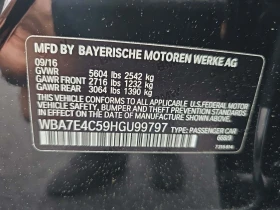 MFD BY BAYERISCHE MOTOREN WERKE AG
09/16
GVWR 5604 lbs 2542 kg
GAWR FRONT 2716 lbs 1232 kg
GAWR REAR 3064 lbs 1390 kg
THIS VEHICLE CONFORMS TO ALL APPLICABLE FEDERAL MOTOR
VEHICLE SAFETY, BUMPER AND THEFT PREVENTION STANDARDS IN
EFFECT ON THE DATE OF MANUFACTURE SHOWN ABOVE
WBA7E4C59HGU99797 TYPE: PASSENGER CAR